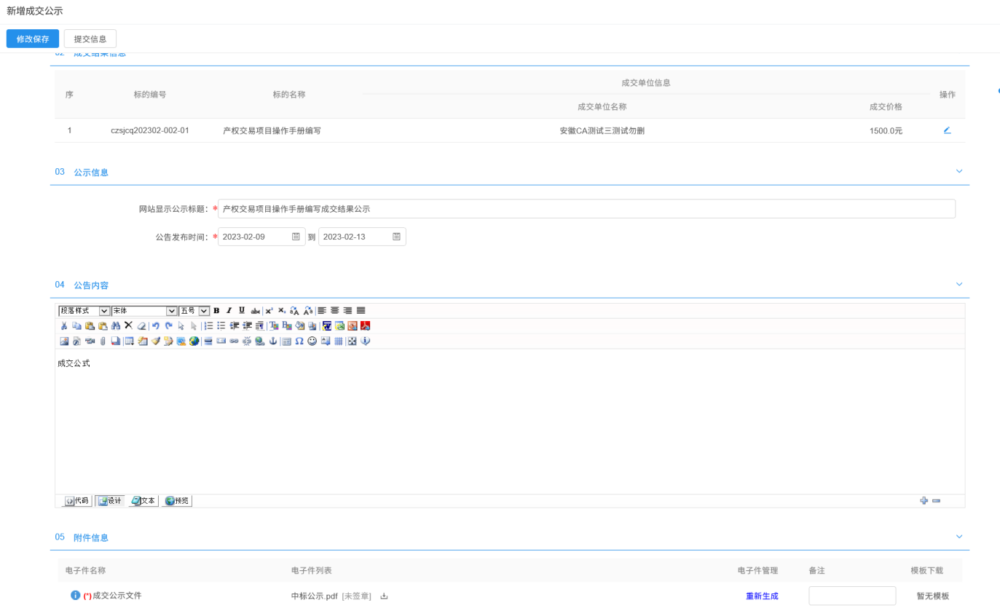 新增成交公示
修改保存 提交信息
02 成交结果信息
成交单位信息
序 标的编号 标的名称 操作
成交单位名称 成交价格
1 czsjcq202302-002-01 产权交易项目操作手册编写 安徽CA测试三测试勿删 1500.0元
03 公示信息
网站显示公示标题：*产权交易项目操作手册编写成交结果公示
公告发布时间：*2023-02-09 到 2023-02-13
04 公告内容
段落样式 宋体 五号
成交公式
代码 设计 文本 预览
05 附件信息
电子件名称 电子件列表 电子件管理 备注 模板下载
(*)成交公示文件 中标公示.pdf [未签章] 重新生成 暂无模板